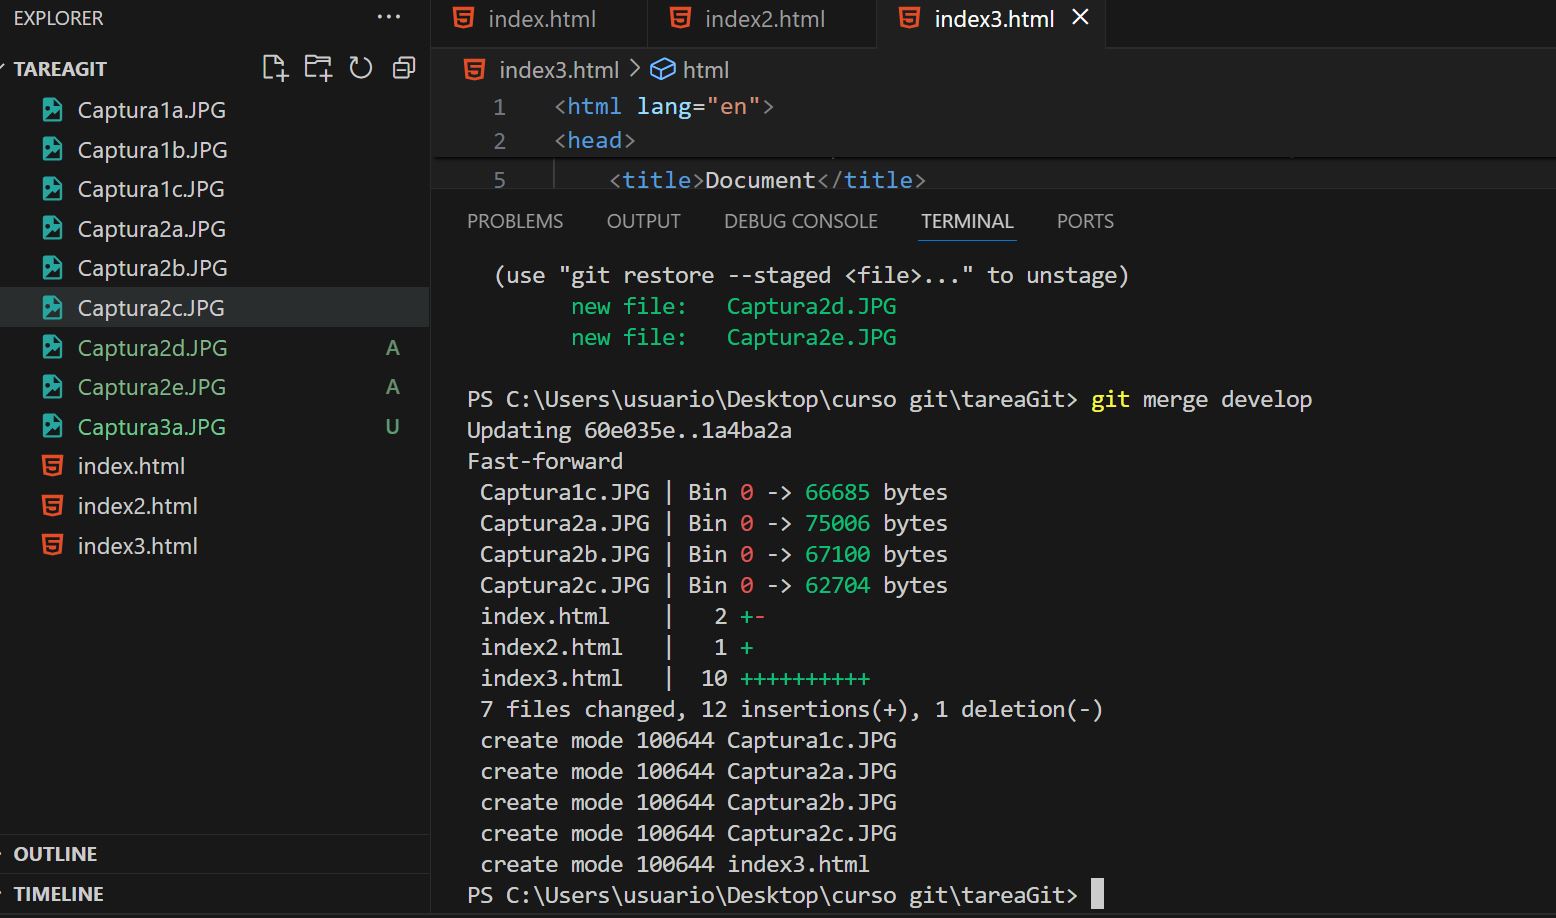 EXPLORER
TAREAGIT
Captura1a.JPG
Captura1b.JPG
Captura1c.JPG
Captura2a.JPG
Captura2b.JPG
Captura2c.JPG
Captura2d.JPG A
Captura2e.JPG A
Captura3a.JPG U
index.html
index2.html
index3.html
OUTLINE
TIMELINE
index.html index2.html index3.html
index3.html > html
1 <html lang="en">
2 <head>
5 <title>Document</title>
PROBLEMS OUTPUT DEBUG CONSOLE TERMINAL PORTS
(use "git restore --staged <file>..." to unstage)
new file: Captura2d.JPG
new file: Captura2e.JPG
PS C:\Users\usuario\Desktop\curso git\tareaGit> git merge develop
Updating 60e035e..1a4ba2a
Fast-forward
Captura1c.JPG | Bin 0 -> 66685 bytes
Captura2a.JPG | Bin 0 -> 75006 bytes
Captura2b.JPG | Bin 0 -> 67100 bytes
Captura2c.JPG | Bin 0 -> 62704 bytes
index.html | 2 +-
index2.html | 1 +
index3.html | 10 ++++++++++
7 files changed, 12 insertions(+), 1 deletion(-)
create mode 100644 Captura1c.JPG
create mode 100644 Captura2a.JPG
create mode 100644 Captura2b.JPG
create mode 100644 Captura2c.JPG
create mode 100644 index3.html
PS C:\Users\usuario\Desktop\curso git\tareaGit>